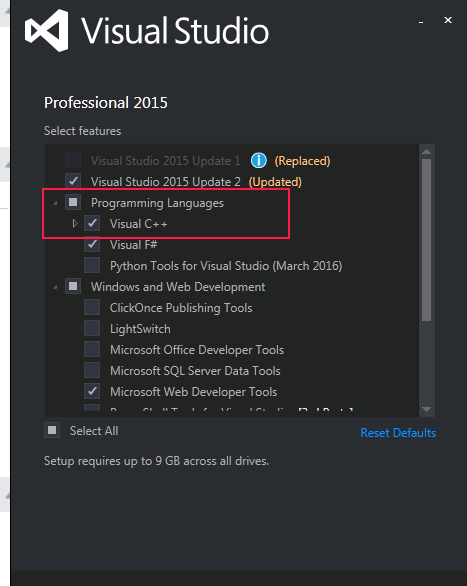 Visual Studio
Professional 2015
Select features
Visual Studio 2015 Update 1 (Replaced)
Visual Studio 2015 Update 2 (Updated)
Programming Languages
Visual C++
Visual F#
Python Tools for Visual Studio (March 2016)
Windows and Web Development
ClickOnce Publishing Tools
LightSwitch
Microsoft Office Developer Tools
Microsoft SQL Server Data Tools
Microsoft Web Developer Tools
Select All
Reset Defaults
Setup requires up to 9 GB across all drives.